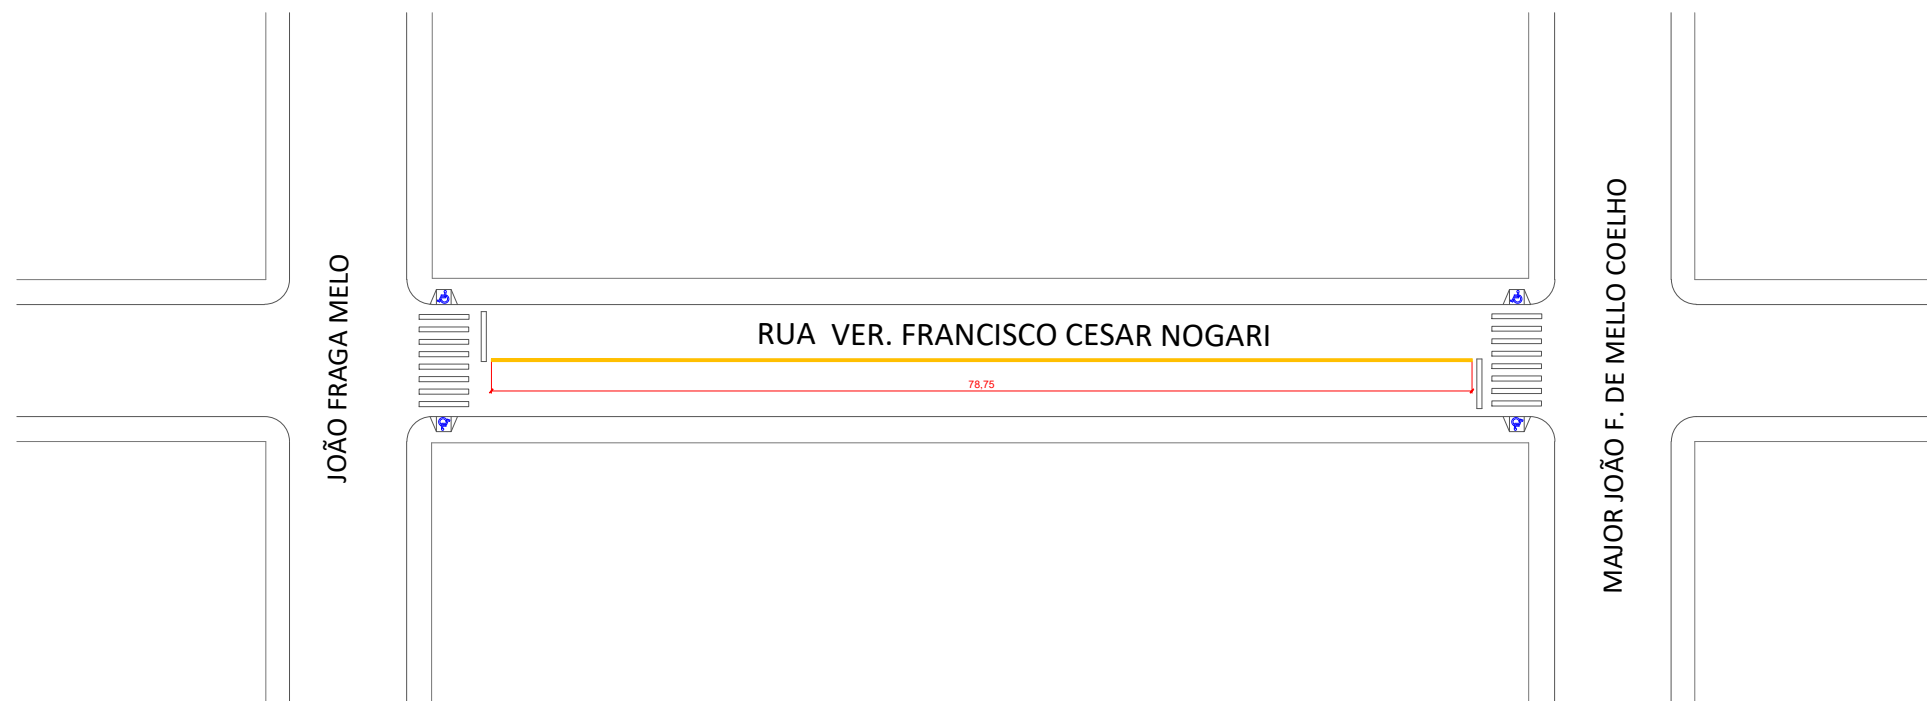 JOÃO FRAGA MELO
RUA VER. FRANCISCO CESAR NOGARI
78,75
MAJOR JOÃO F. DE MELLO COELHO